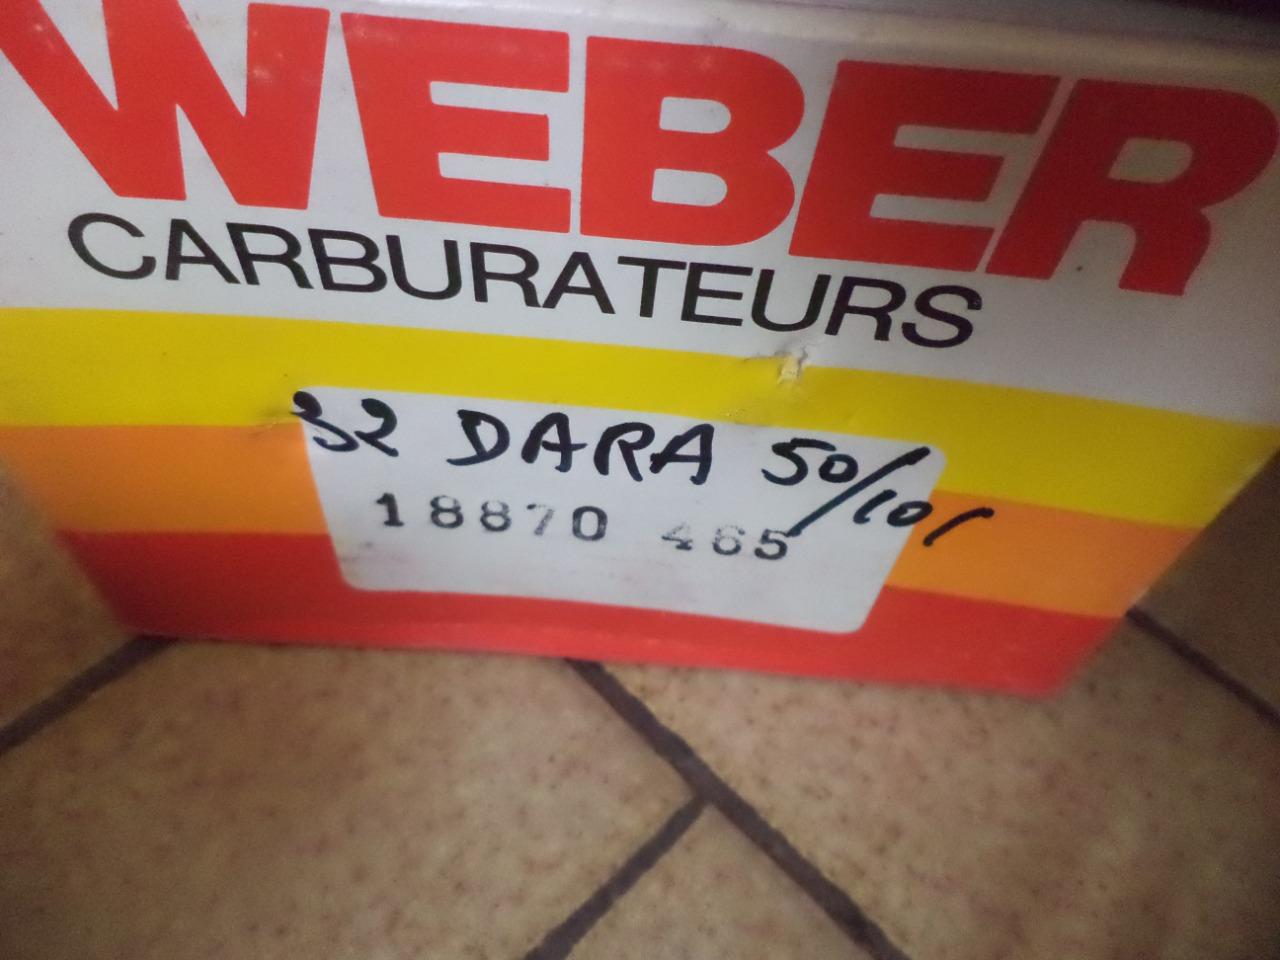 WEBER
CARBURATEURS
32 DARA 50/101
18870 465